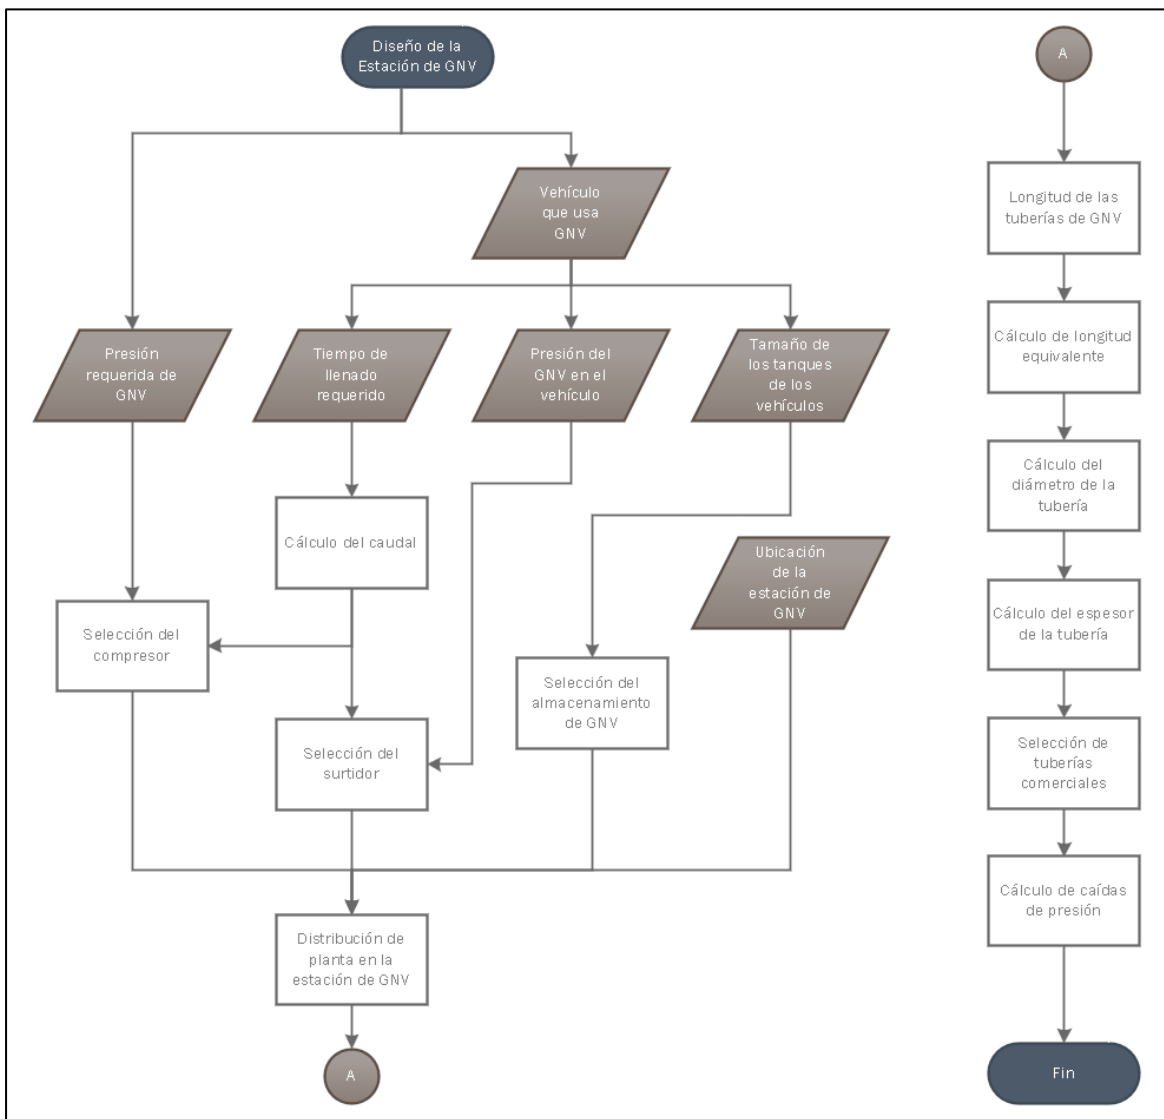 Diseño de la
Estación de GNV
Vehículo
que usa
GNV
Presión
requerida de
GNV
Tiempo de
llenado
requerido
Presión del
GNV en el
vehículo
Tamaño de
los tanques
de los
vehículos
Cálculo del caudal
Ubicación
de la
estación de
GNV
Selección del
compresor
Selección del
almacenamiento
de GNV
Selección del
surtidor
Distribución de
planta en la
estación de GNV
A
A
Longitud de las
tuberías de GNV
Cálculo de longitud
equivalente
Cálculo del
diámetro de la
tubería
Cálculo del espesor
de la tubería
Selección de
tuberías
comerciales
Cálculo de caídas
de presión
Fin